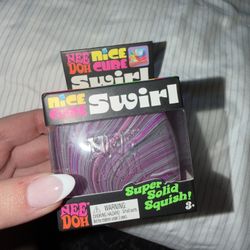 NEE DOH
NiCE CUBE
Swirl
NiCE CUBE
Swirl
Super Solid Squish!
NEE DOH
WARNING
3+